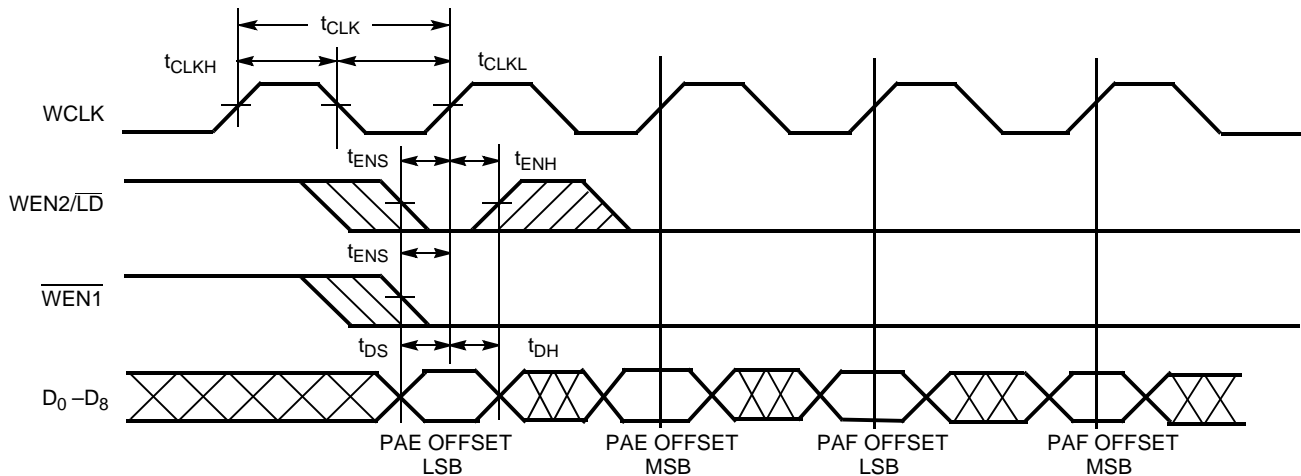 tCLK
tCLKH
tCLKL
WCLK
tENS
tENH
WEN2/LD
tENS
WEN1
tDS
tDH
D0 –D8
PAE OFFSET
LSB
PAE OFFSET
MSB
PAF OFFSET
LSB
PAF OFFSET
MSB